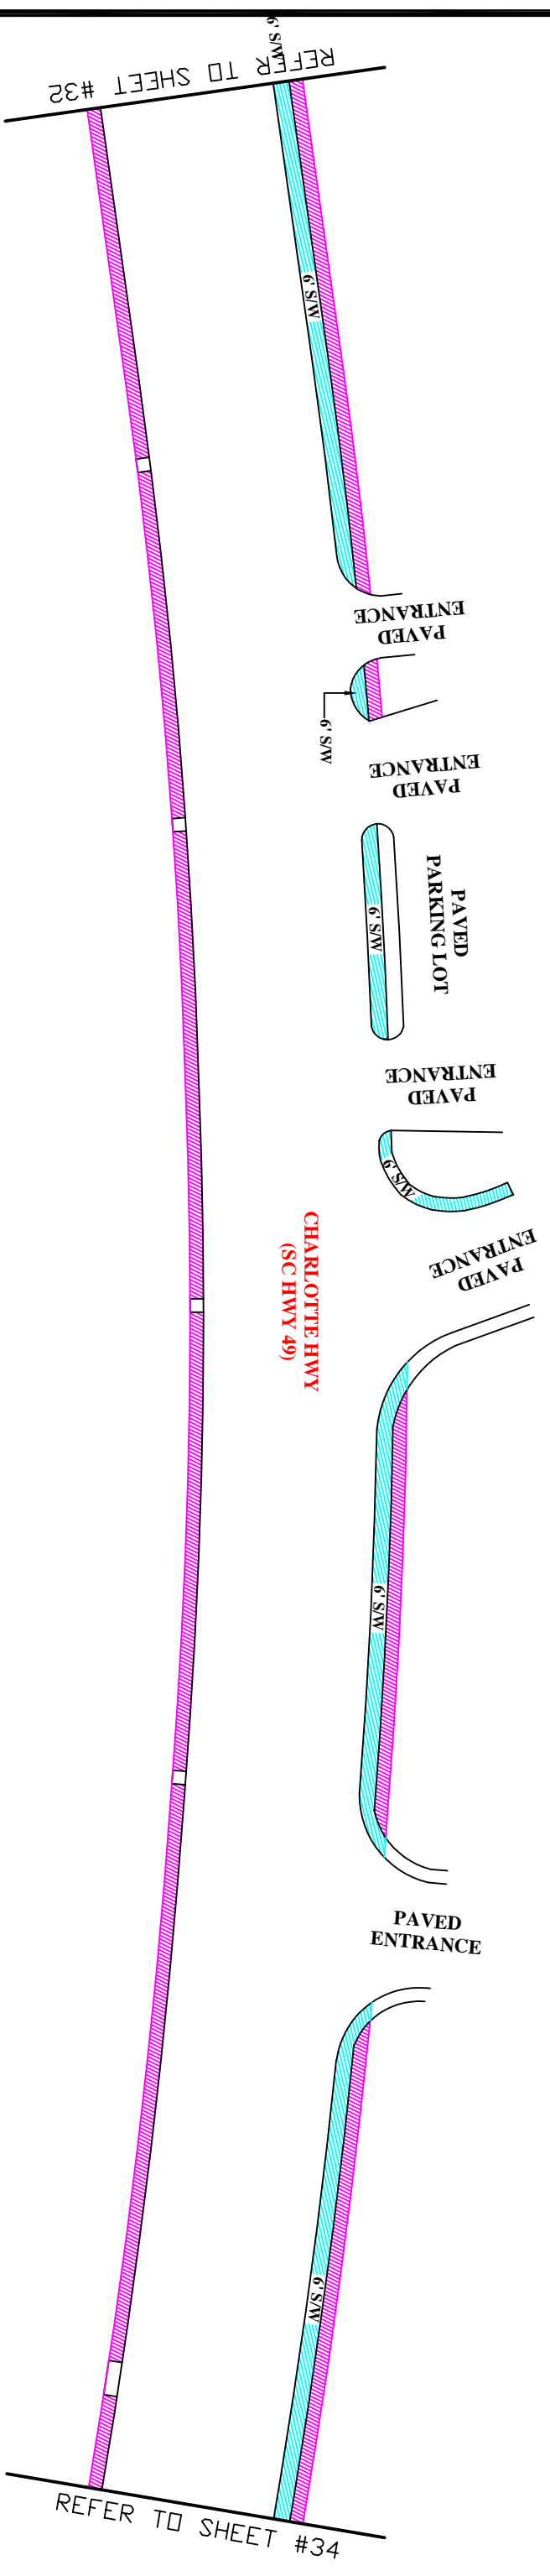 6' S/W
REFER TO SHEET #32
6' S/W
PAVED
ENTRANCE
6' S/W
PAVED
ENTRANCE
PAVED
PARKING LOT
6' S/W
PAVED
ENTRANCE
6' S/W
PAVED
ENTRANCE
CHARLOTTE HWY
(SC HWY 49)
6' S/W
PAVED
ENTRANCE
6' S/W
REFER TO SHEET #34